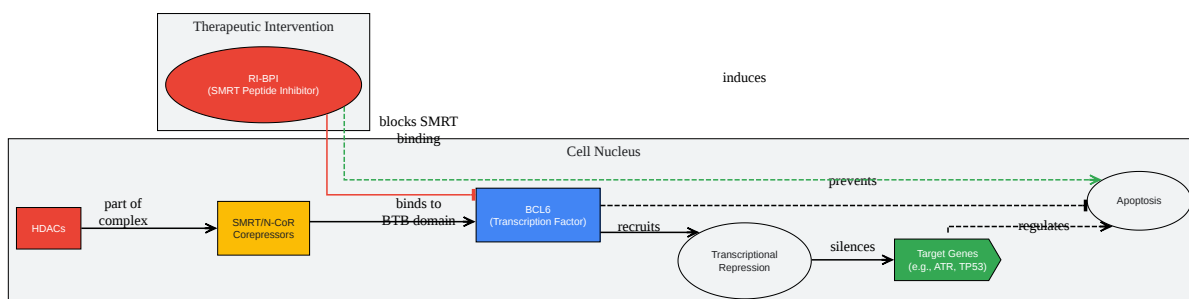 Therapeutic Intervention
RI-BPI
(SMRT Peptide Inhibitor)
induces
blocks SMRT
binding
Cell Nucleus
prevents
part of
complex
binds to
BTB domain
HDACs
SMRT/N-CoR
Corepressors
BCL6
(Transcription Factor)
recruits
Apoptosis
regulates
Transcriptional
Repression
silences
Target Genes
(e.g., ATR, TP53)